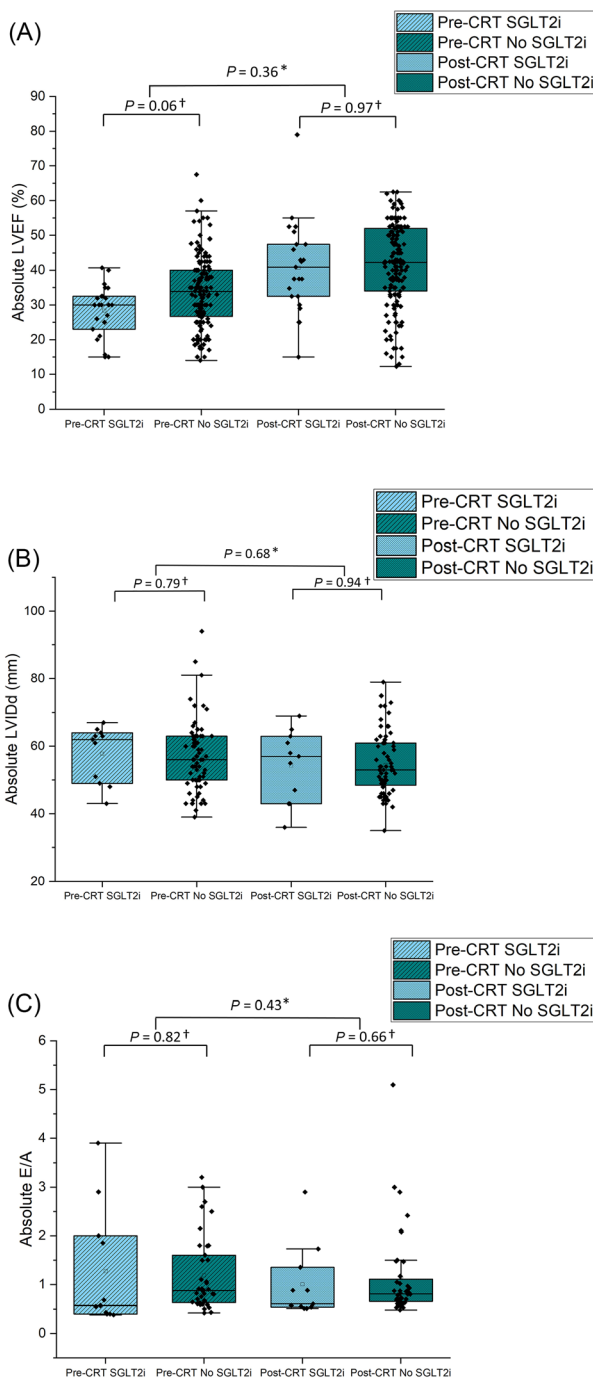 (A)
Pre-CRT SGLT2i
Pre-CRT No SGLT2i
Post-CRT SGLT2i
Post-CRT No SGLT2i
P = 0.36*
P = 0.06†
P = 0.97†
Absolute LVEF (%)
90
80
70
60
50
40
30
20
10
0
Pre-CRT SGLT2i Pre-CRT No SGLT2i Post-CRT SGLT2i Post-CRT No SGLT2i
(B)
Pre-CRT SGLT2i
Pre-CRT No SGLT2i
Post-CRT SGLT2i
Post-CRT No SGLT2i
P = 0.68*
P = 0.79†
P = 0.94†
Absolute LVIDd (mm)
100
80
60
40
20
Pre-CRT SGLT2i Pre-CRT No SGLT2i Post-CRT SGLT2i Post-CRT No SGLT2i
(C)
Pre-CRT SGLT2i
Pre-CRT No SGLT2i
Post-CRT SGLT2i
Post-CRT No SGLT2i
P = 0.43*
P = 0.82†
P = 0.66†
Absolute E/A
6
5
4
3
2
1
0
Pre-CRT SGLT2i Pre-CRT No SGLT2i Post-CRT SGLT2i Post-CRT No SGLT2i